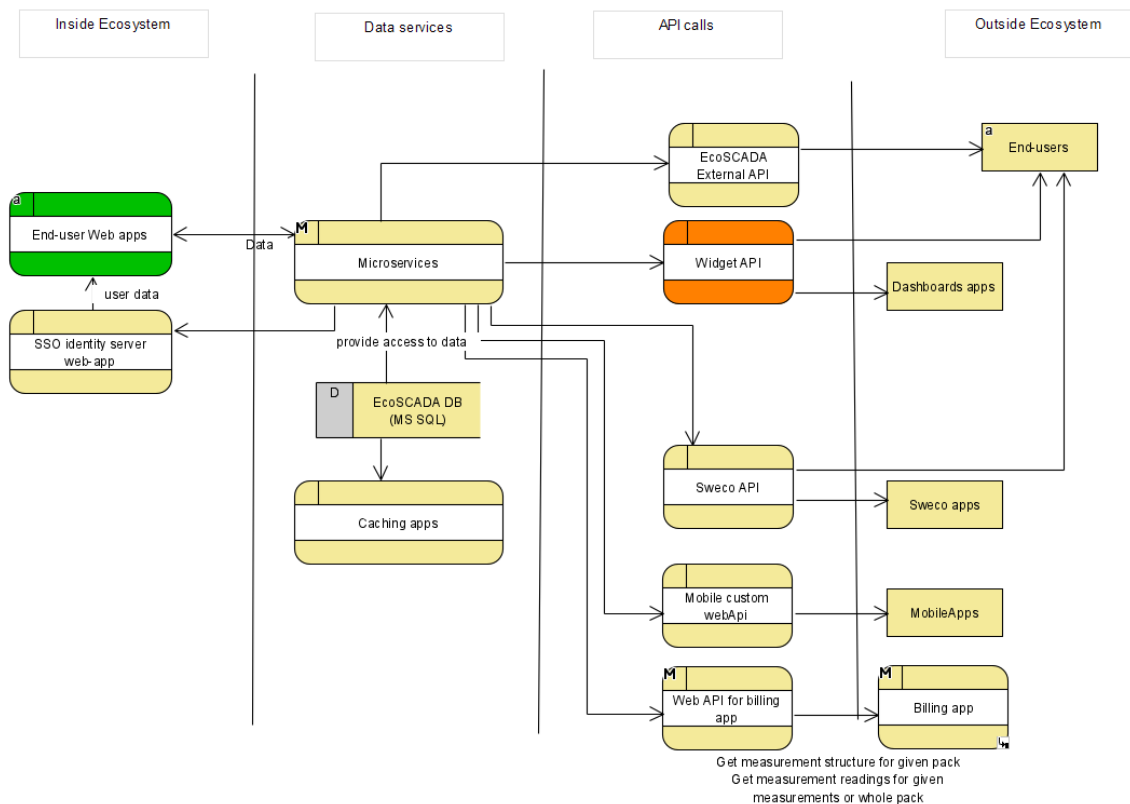 Inside Ecosystem
Data services
API calls
Outside Ecosystem
EcoSCADA
External API
a
End-users
a
End-user Web apps
Data
M
Microservices
Widget API
Dashboards apps
user data
SSO identity server
web-app
provide access to data
D
EcoSCADA DB
(MS SQL)
Caching apps
Sweco API
Sweco apps
Mobile custom
webApi
MobileApps
M
Web API for billing
app
M
Billing app
Get measurement structure for given pack
Get measurement readings for given
measurements or whole pack